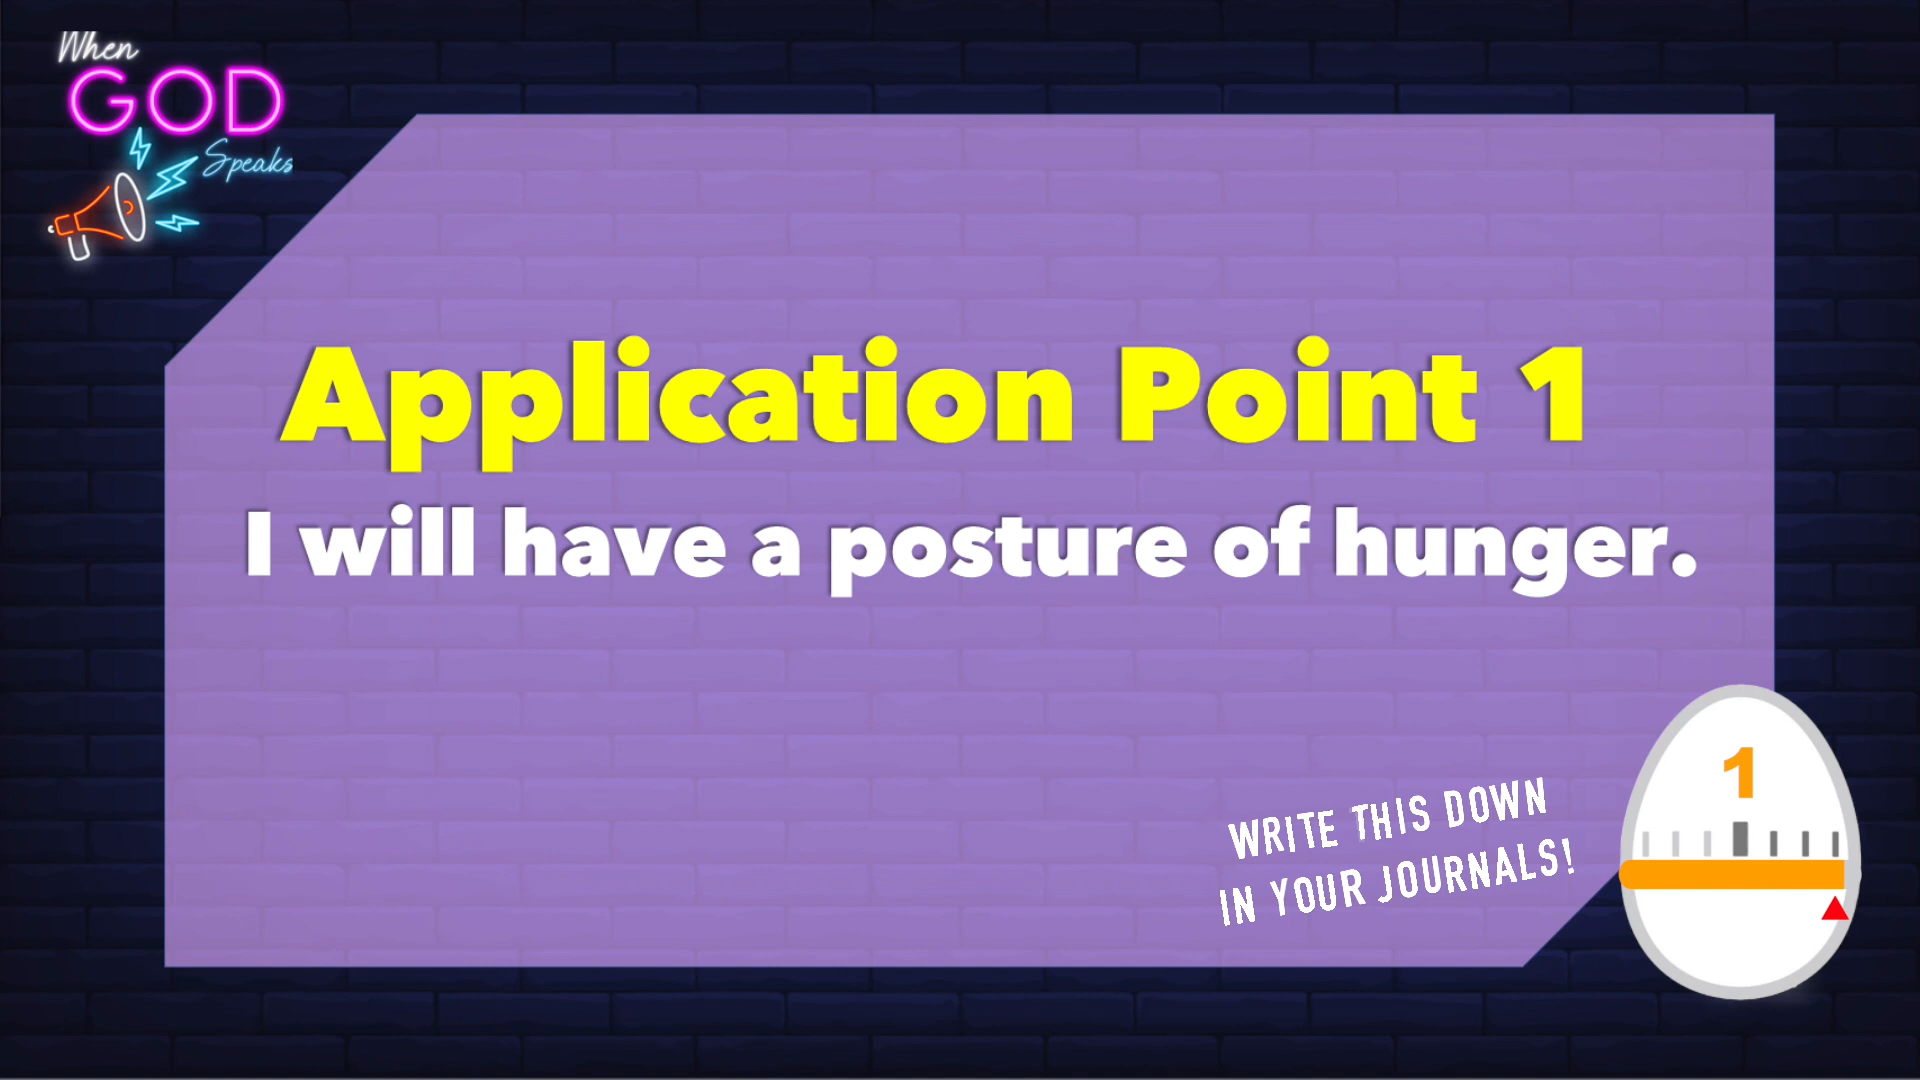 When
GOD
Speaks
Application Point 1
I will have a posture of hunger.
WRITE THIS DOWN
IN YOUR JOURNALS!
1